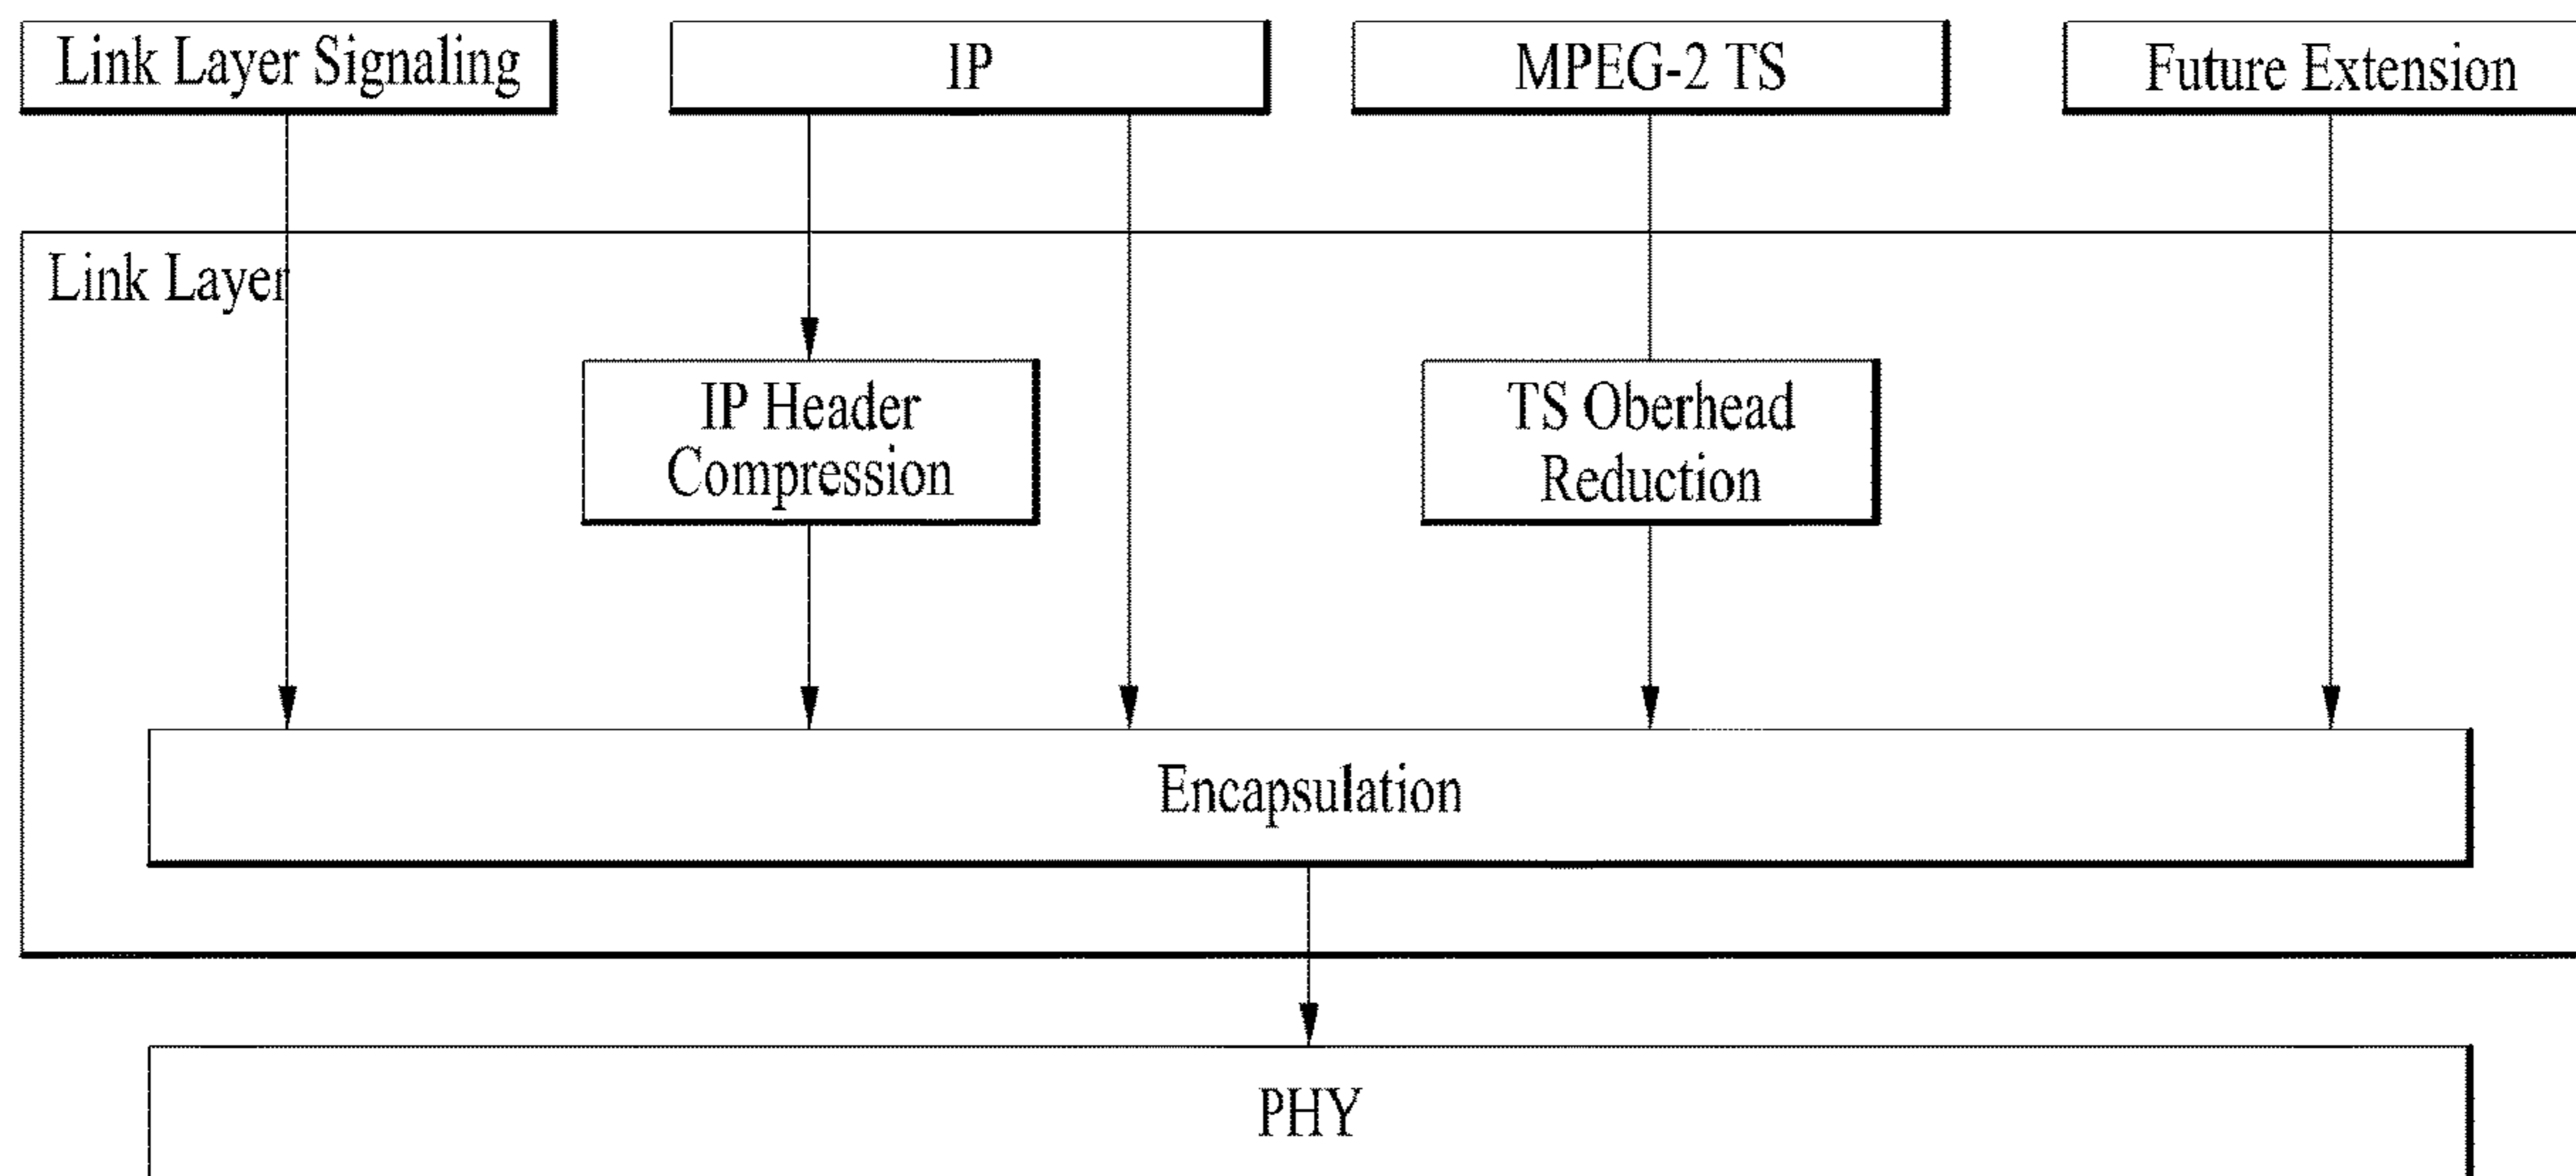 Link Layer Signaling
IP
MPEG-2 TS
Future Extension
Link Layer
IP Header
Compression
TS Oberhead
Reduction
Encapsulation
PHY